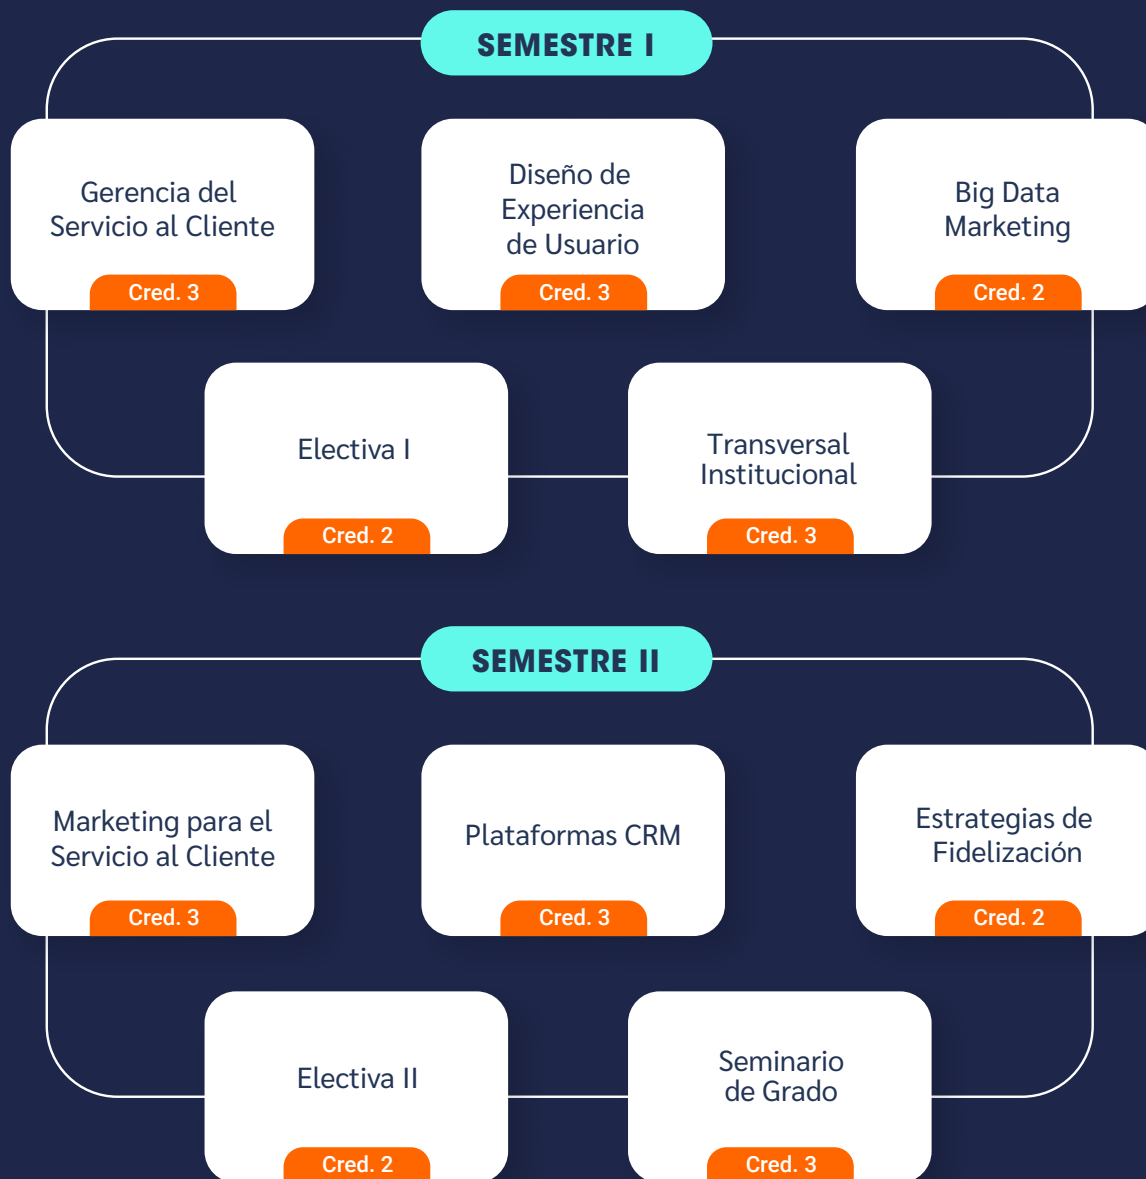 SEMESTRE I
Gerencia del
Servicio al Cliente
Cred. 3
Diseño de
Experiencia
de Usuario
Cred. 3
Big Data
Marketing
Cred. 2
Electiva I
Cred. 2
Transversal
Institucional
Cred. 3
SEMESTRE II
Marketing para el
Servicio al Cliente
Cred. 3
Plataformas CRM
Cred. 3
Estrategias de
Fidelización
Cred. 2
Electiva II
Cred. 2
Seminario
de Grado
Cred. 3